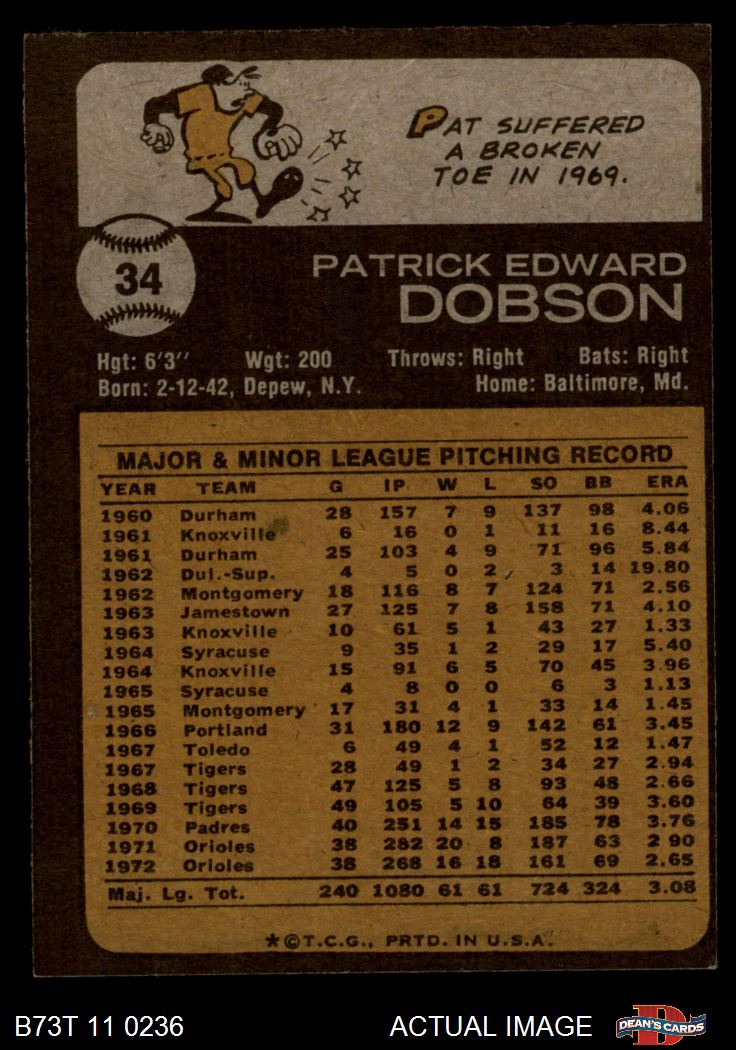 PAT SUFFERED
A BROKEN
TOE IN 1969.
34
PATRICK EDWARD
DOBSON
Hgt: 6'3" Wgt: 200 Throws: Right Bats: Right
Born: 2-12-42, Depew, N.Y. Home: Baltimore, Md.
MAJOR & MINOR LEAGUE PITCHING RECORD
YEAR TEAM G IP W L SO BB ERA
1960 Durham 28 157 7 9 137 98 4.06
1961 Knoxville 6 16 0 1 11 16 8.44
1961 Durham 25 103 4 9 71 96 5.84
1962 Dul.-Sup. 4 5 0 2 3 14 19.80
1962 Montgomery 18 116 8 7 124 71 2.56
1963 Jamestown 27 125 7 8 158 71 4.10
1963 Knoxville 10 61 5 1 43 27 1.33
1964 Syracuse 9 35 1 2 29 17 5.40
1964 Knoxville 15 91 6 5 70 45 3.96
1965 Syracuse 4 8 0 0 6 3 1.13
1965 Montgomery 17 31 4 1 33 14 1.45
1966 Portland 31 180 12 9 142 61 3.45
1967 Toledo 6 49 4 1 52 12 1.47
1967 Tigers 28 49 1 2 34 27 2.94
1968 Tigers 47 125 5 8 93 48 2.66
1969 Tigers 49 105 5 10 64 39 3.60
1970 Padres 40 251 14 15 185 78 3.76
1971 Orioles 38 282 20 8 187 63 2 90
1972 Orioles 38 268 16 18 161 69 2.65
Maj. Lg. Tot. 240 1080 61 61 724 324 3.08
★©T.C.G., PRTD. IN U.S.A.
B73T 11 0236 ACTUAL IMAGE D
DEAN'S CARDS